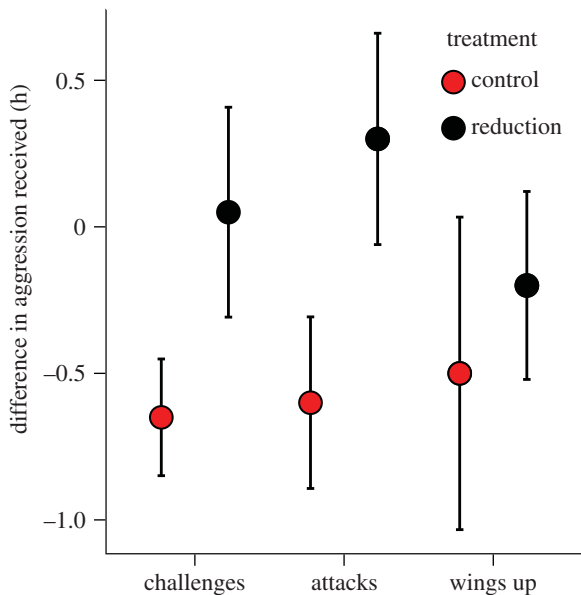 treatment
control
reduction
difference in aggression received (h)
0.5
0
–0.5
–1.0
challenges
attacks
wings up